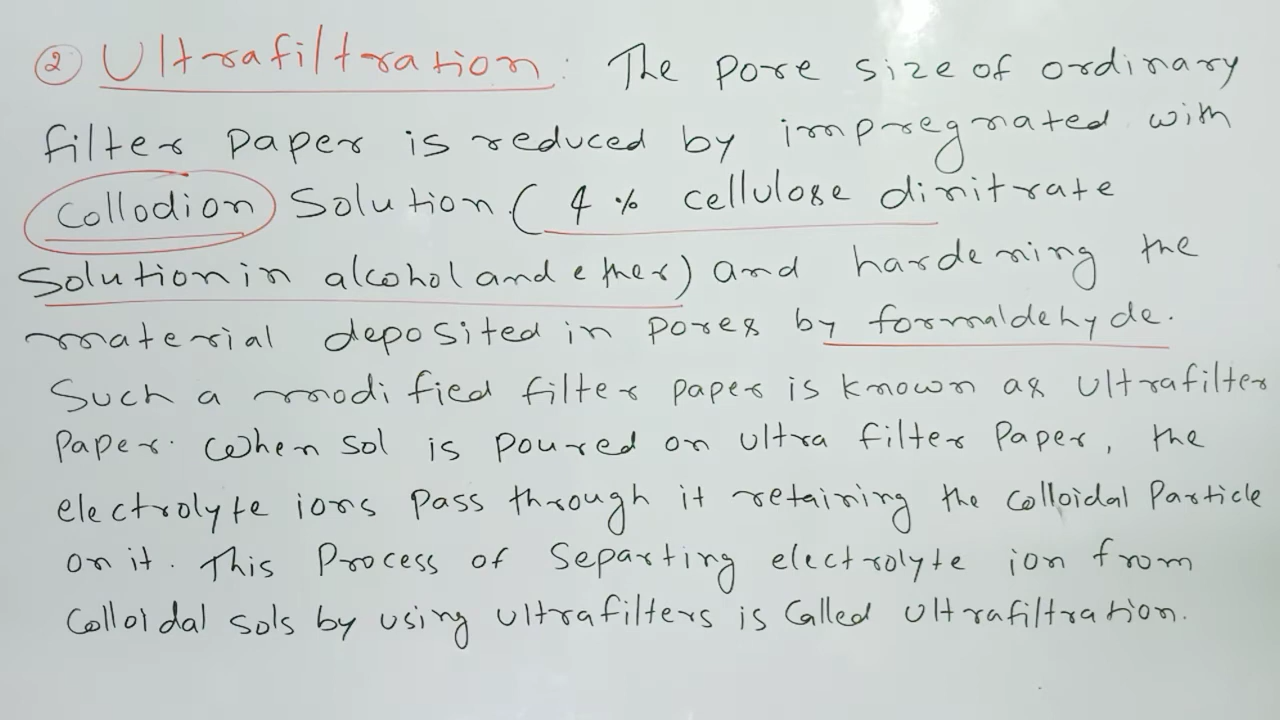 ② Ultrafiltration: The pore size of ordinary
filter paper is reduced by impregnated with
Collodion Solution (4% cellulose dinitrate
Solution in alcohol and ether) and hardening the
material deposited in pores by formaldehyde.
Such a modified filter paper is known as Ultrafilter
Paper. When sol is poured on ultra filter Paper, the
electrolyte ions pass through it retaining the Colloidal Particle
on it. This Process of Separting electrolyte ion from
Colloidal sols by using Ultrafilters is Called Ultrafiltration.